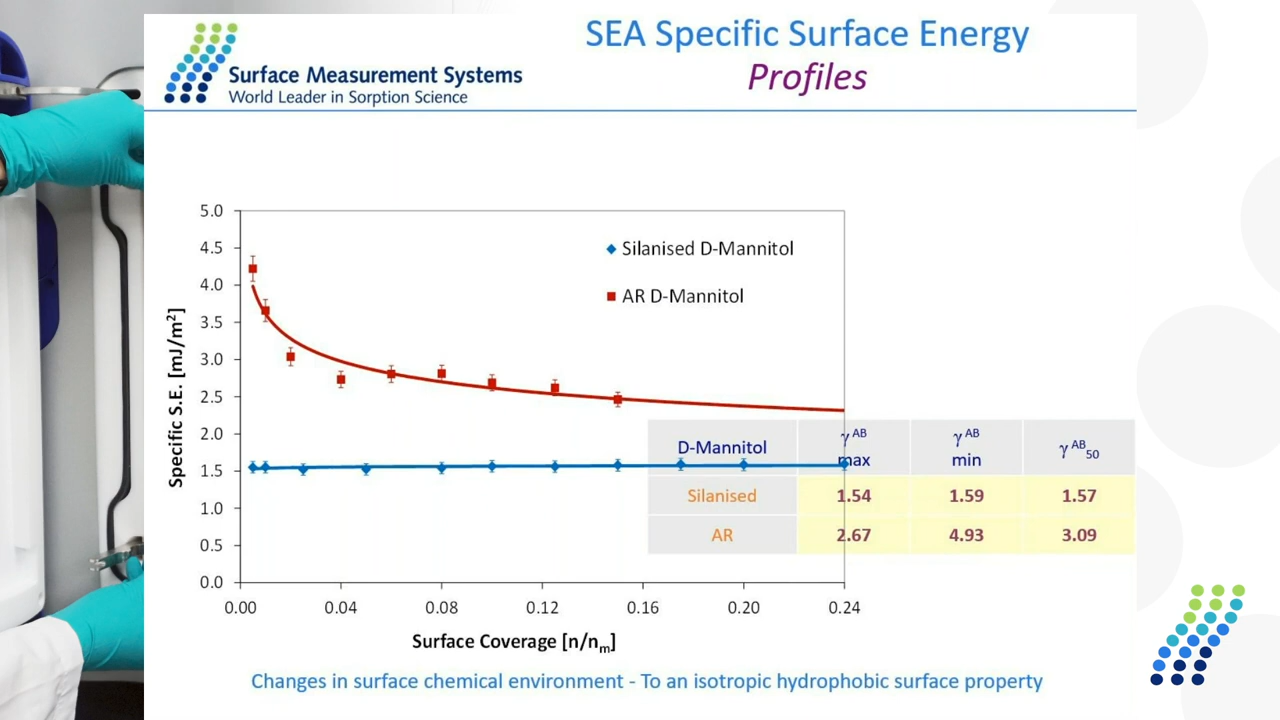 SEA Specific Surface Energy
Profiles
Surface Measurement Systems
World Leader in Sorption Science
5.0
4.5
4.0
3.5
3.0
2.5
2.0
1.5
1.0
0.5
0.0
Specific S.E. [mJ/m²]
Silanised D-Mannitol
AR D-Mannitol
0.00 0.04 0.08 0.12 0.16 0.20 0.24
Surface Coverage [n/nₘ]
D-Mannitol γ AB max γ AB min γ AB 50
Silanised 1.54 1.59 1.57
AR 2.67 4.93 3.09
Changes in surface chemical environment - To an isotropic hydrophobic surface property